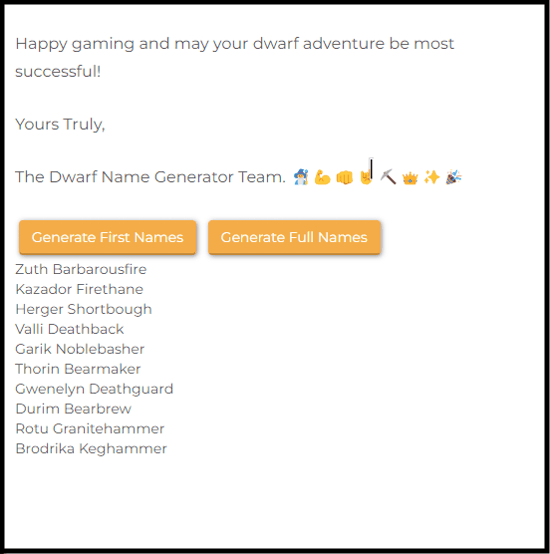 Happy gaming and may your dwarf adventure be most
successful!
Yours Truly,
The Dwarf Name Generator Team. 🧙‍♂️💪👊🤘⛏️👑✨🎉
Generate First Names
Generate Full Names
Zuth Barbarousfire
Kazador Firethane
Herger Shortbough
Valli Deathback
Garik Noblebasher
Thorin Bearmaker
Gwenelyn Deathguard
Durim Bearbrew
Rotu Granitehammer
Brodrika Keghammer